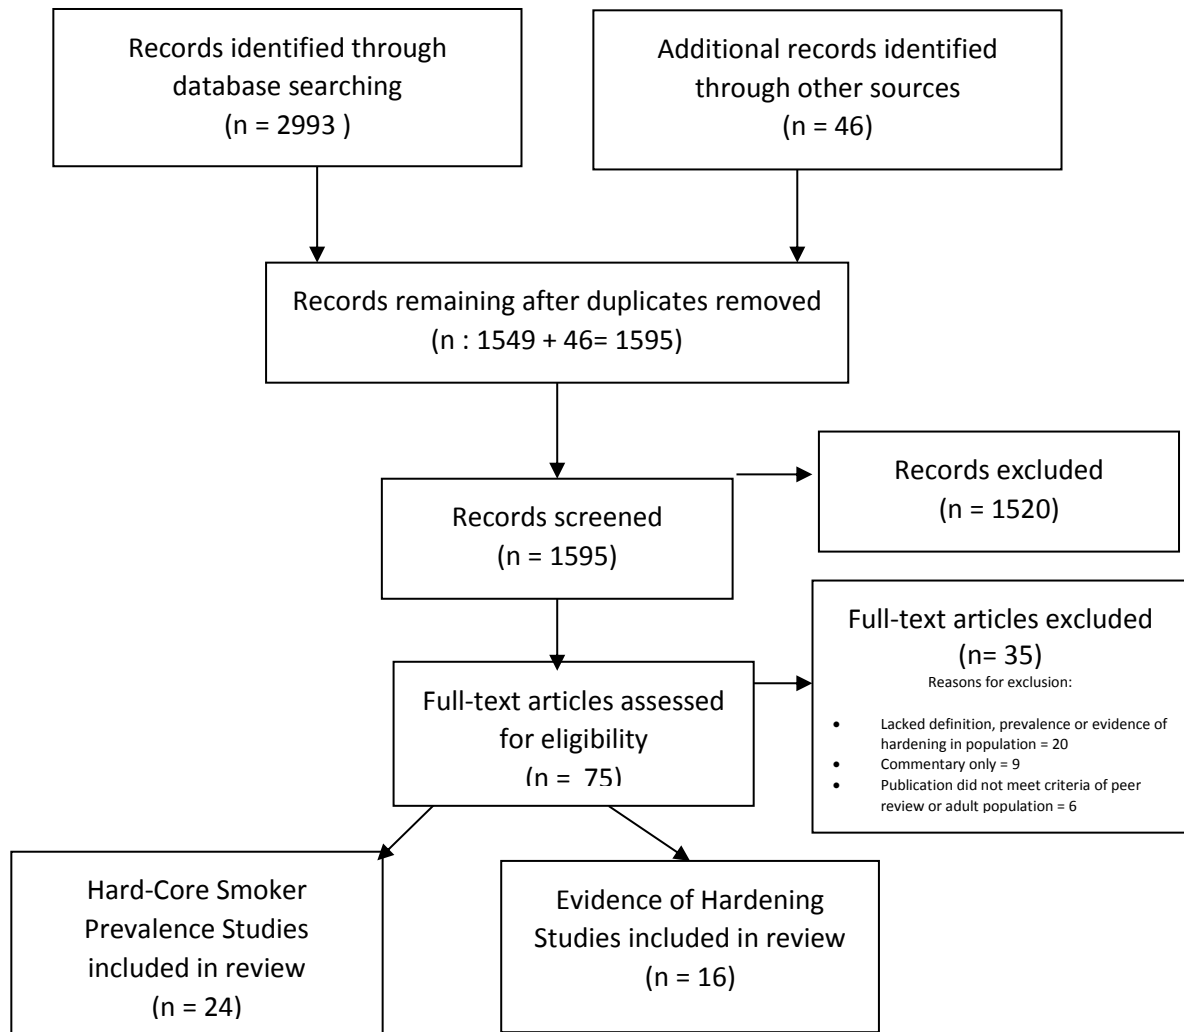 Records identified through
database searching
(n = 2993 )
Additional records identified
through other sources
(n = 46)
Records remaining after duplicates removed
(n : 1549 + 46= 1595)
Records excluded
(n = 1520)
Records screened
(n = 1595)
Full-text articles assessed
for eligibility
(n = 75)
Full-text articles excluded
(n= 35)
Reasons for exclusion:
• Lacked definition, prevalence or evidence of
hardening in population = 20
• Commentary only = 9
• Publication did not meet criteria of peer
review or adult population = 6
Hard-Core Smoker
Prevalence Studies
included in review
(n = 24)
Evidence of Hardening
Studies included in review
(n = 16)